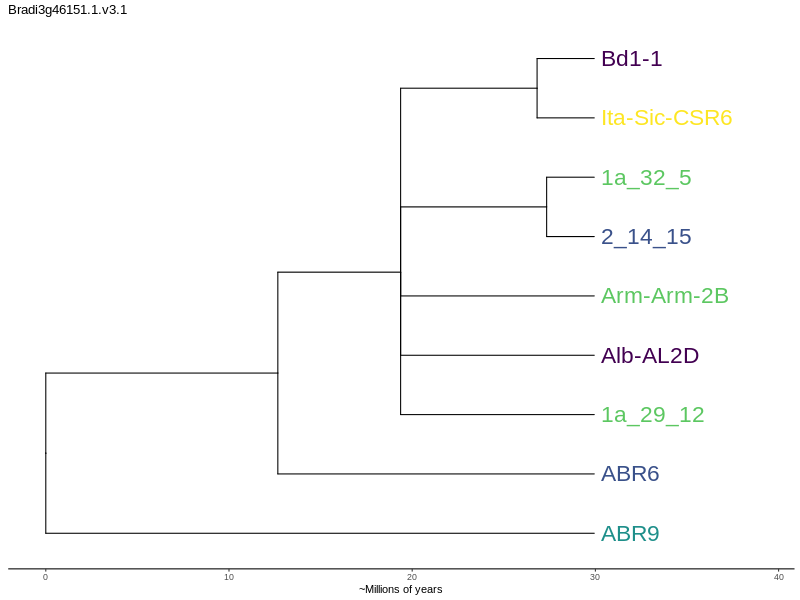 Bradi3g46151.1.v3.1
Bd1-1
Ita-Sic-CSR6
1a_32_5
2_14_15
Arm-Arm-2B
Alb-AL2D
1a_29_12
ABR6
ABR9
0 10 20 30 40
~Millions of years